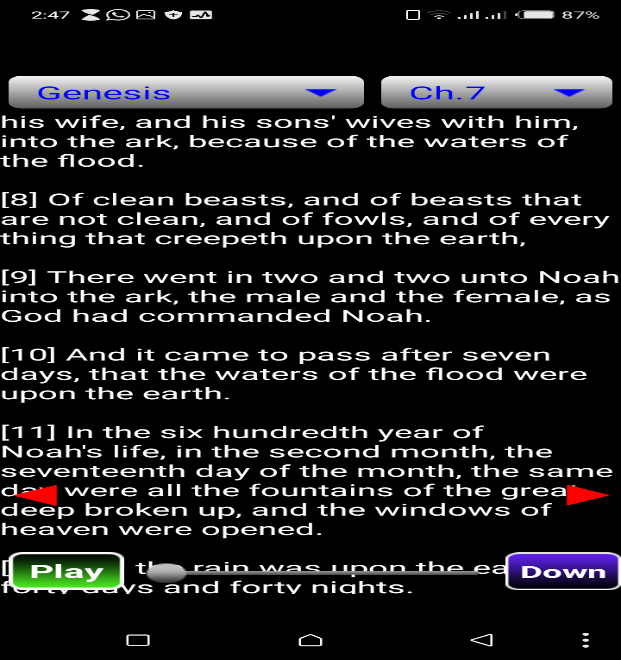 2:47 87%
Genesis Ch.7
his wife, and his sons' wives with him,
into the ark, because of the waters of
the flood.
[8] Of clean beasts, and of beasts that
are not clean, and of fowls, and of every
thing that creepeth upon the earth,
[9] There went in two and two unto Noah
into the ark, the male and the female, as
God had commanded Noah.
[10] And it came to pass after seven
days, that the waters of the flood were
upon the earth.
[11] In the six hundredth year of
Noah's life, in the second month, the
seventeenth day of the month, the same
were all the fountains of the
deep broken up, and the windows of
heaven were opened.
Play rain was upon the Down
forty days and forty nights.